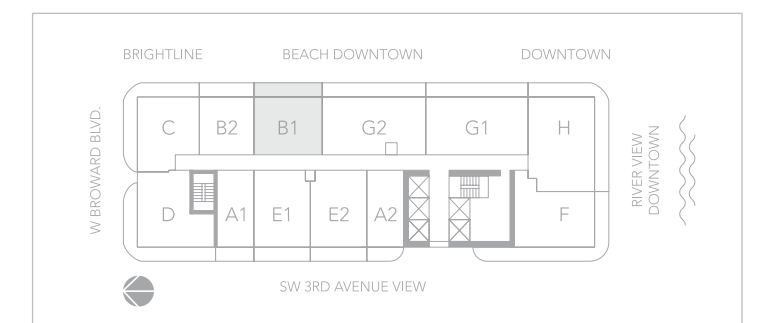 BRIGHTLINE BEACH DOWNTOWN DOWNTOWN
W BROWARD BLVD.
C B2 B1 G2 G1 H
RIVER VIEW
DOWNTOWN
D A1 E1 E2 A2 F
SW 3RD AVENUE VIEW